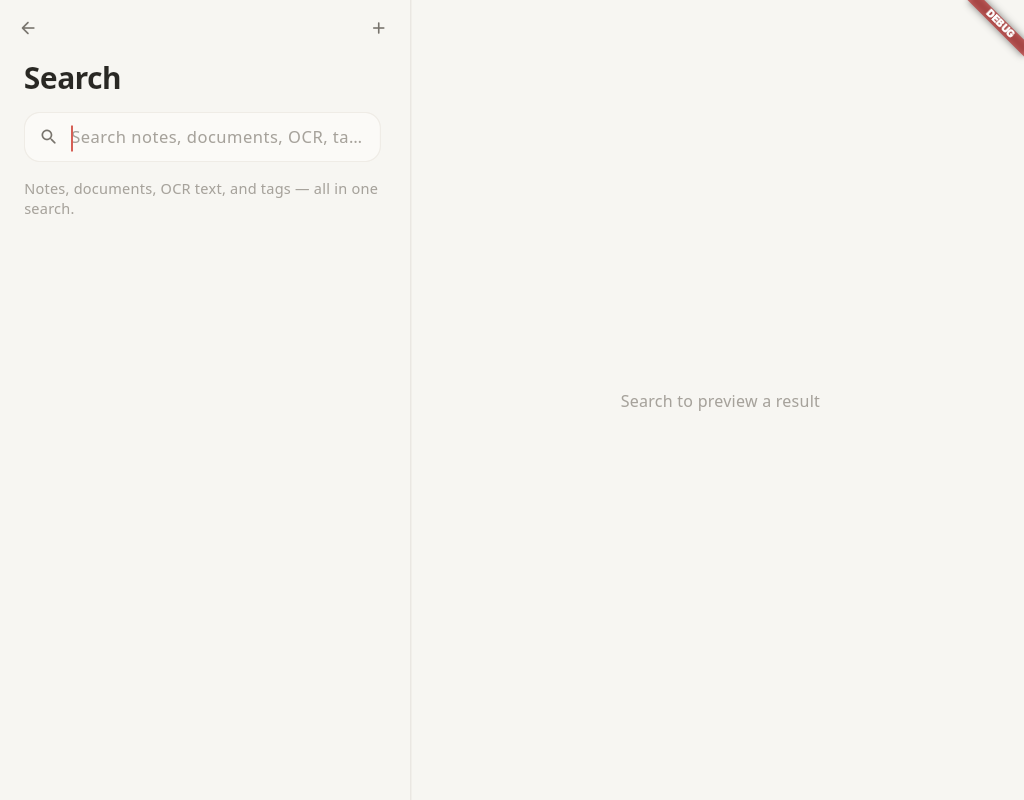 DEBUG
Search
Search notes, documents, OCR, ta...
Notes, documents, OCR text, and tags — all in one
search.
Search to preview a result